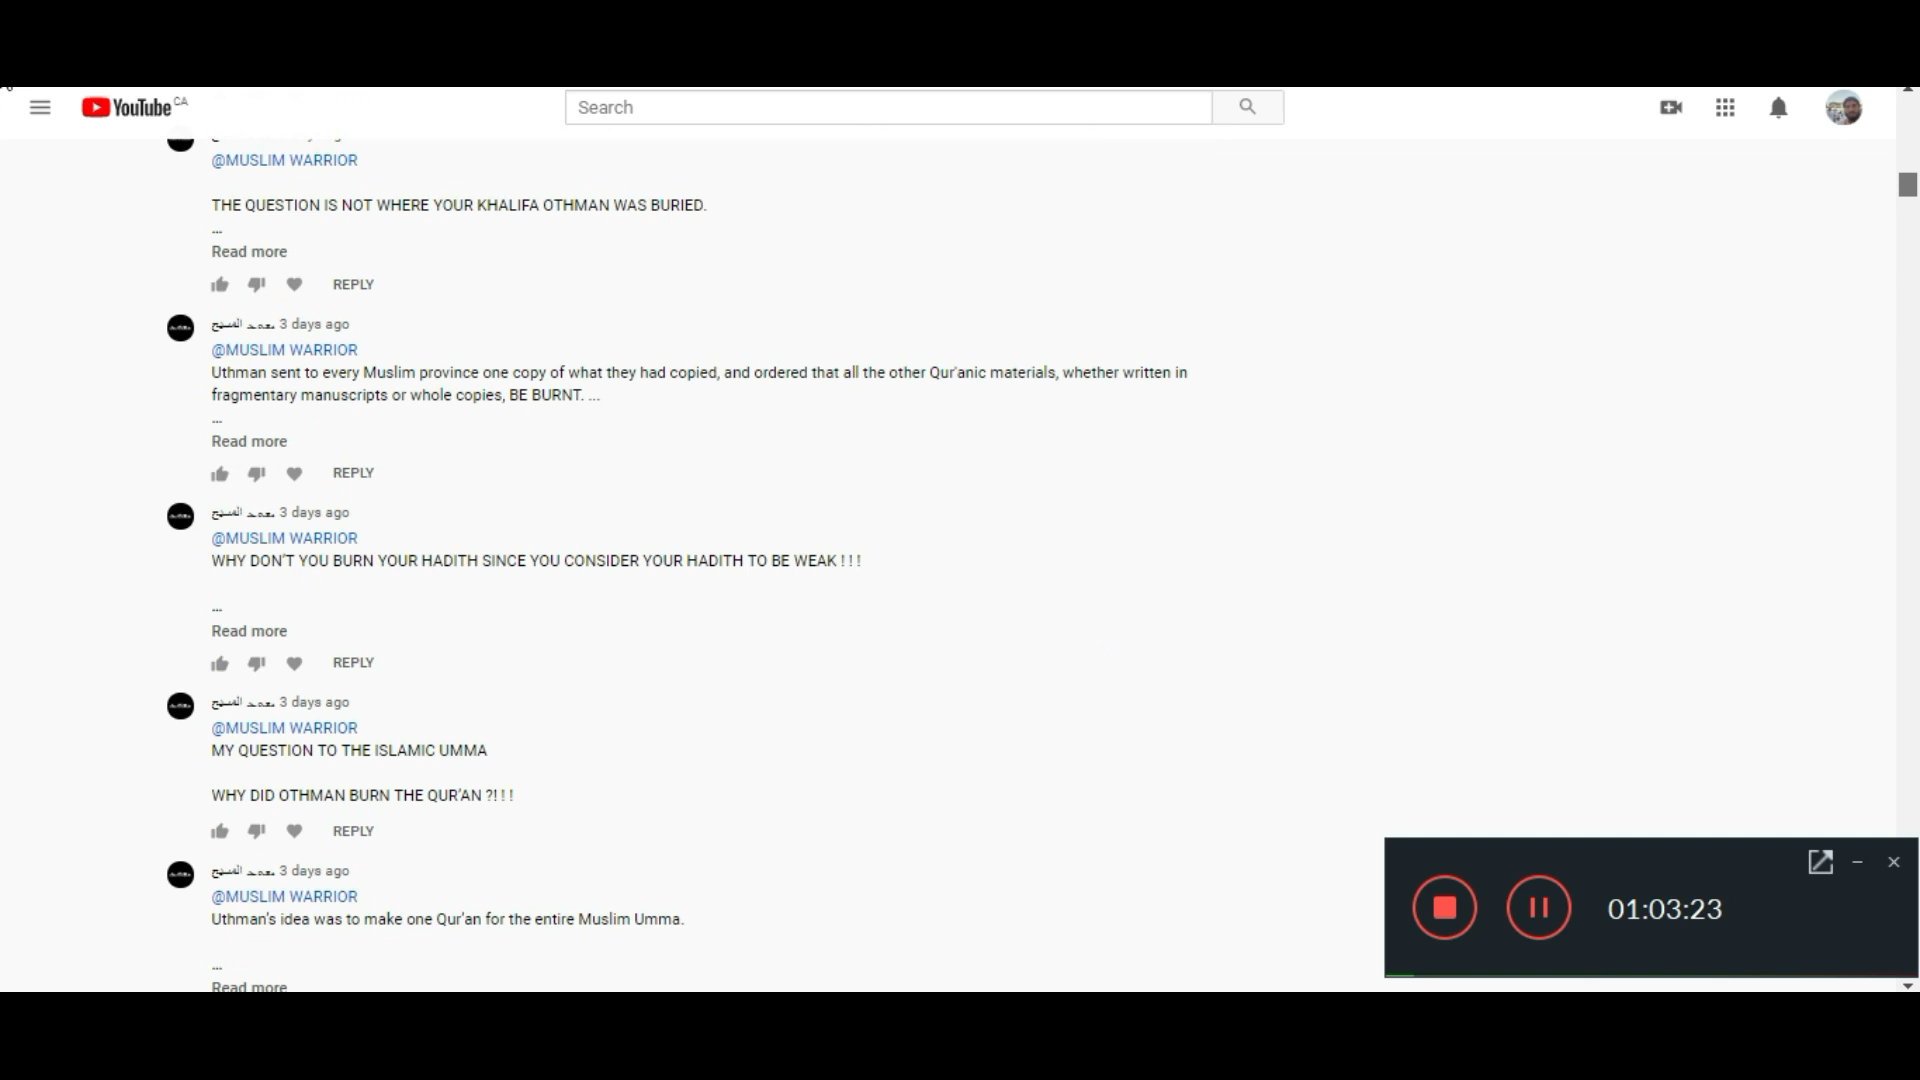 YouTube CA
Search
@MUSLIM WARRIOR
THE QUESTION IS NOT WHERE YOUR KHALIFA OTHMAN WAS BURIED.
...
Read more
REPLY
3 days ago
@MUSLIM WARRIOR
Uthman sent to every Muslim province one copy of what they had copied, and ordered that all the other Qur'anic materials, whether written in
fragmentary manuscripts or whole copies, BE BURNT. ...
...
Read more
REPLY
3 days ago
@MUSLIM WARRIOR
WHY DON'T YOU BURN YOUR HADITH SINCE YOU CONSIDER YOUR HADITH TO BE WEAK ! ! !
...
Read more
REPLY
3 days ago
@MUSLIM WARRIOR
MY QUESTION TO THE ISLAMIC UMMA
WHY DID OTHMAN BURN THE QUR'AN ?! ! !
REPLY
3 days ago
@MUSLIM WARRIOR
Uthman's idea was to make one Qur'an for the entire Muslim Umma.
...
Read more
01:03:23